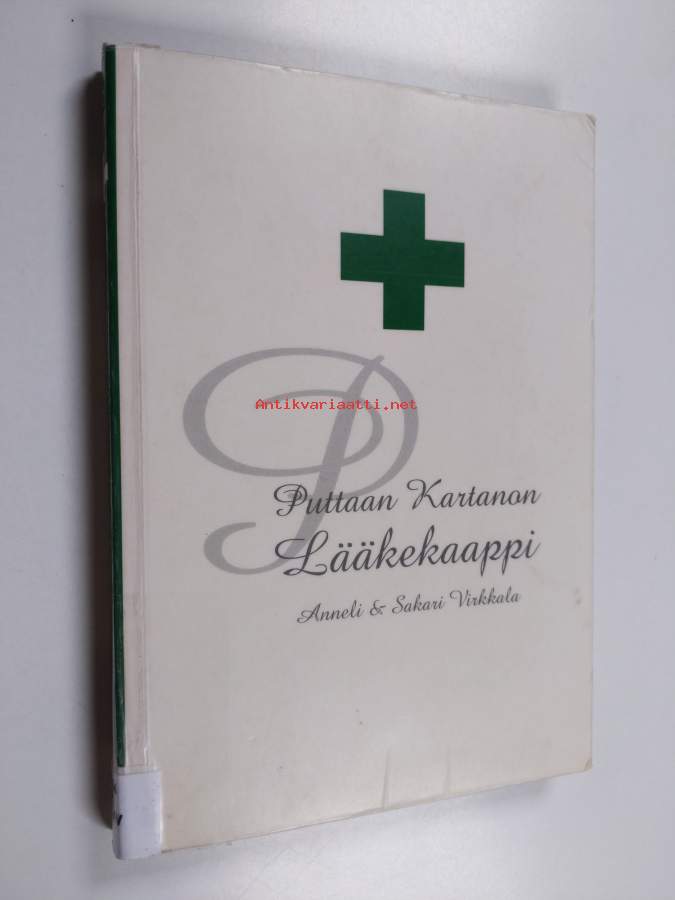 P
Antikvariaatti.net
Puttaan Kartanon
Lääkekaappi
Anneli & Sakari Virkkala